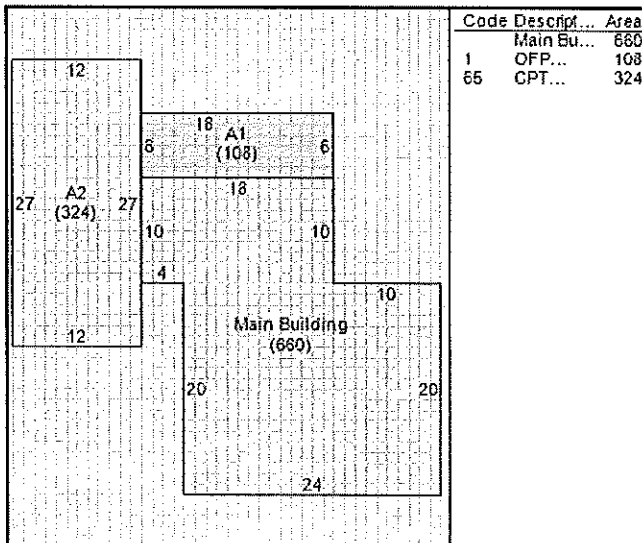 Code Descript... Area
Main Bu... 660
1 OFP... 108
65 CPT... 324
12
18
A1
(108)
8
6
18
A2
(324)
27
27
10
10
4
10
Main Building
(660)
12
20
20
24